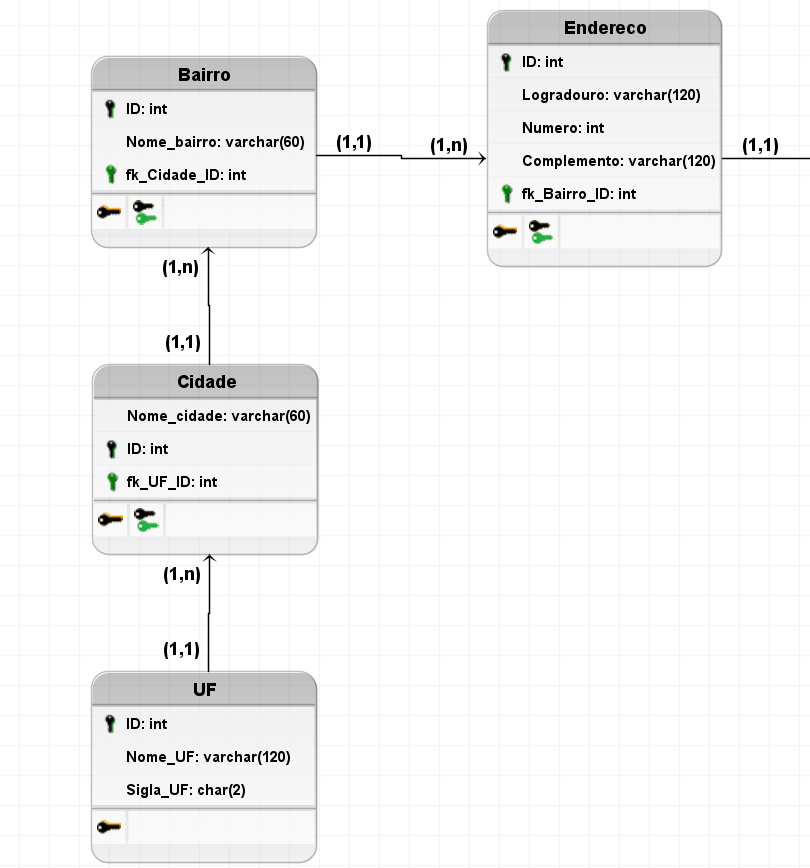 Endereco
ID: int
Logradouro: varchar(120)
Numero: int
Complemento: varchar(120)
fk_Bairro_ID: int
(1,1)
Bairro
ID: int
Nome_bairro: varchar(60)
fk_Cidade_ID: int
(1,1)
(1,n)
(1,n)
(1,1)
Cidade
Nome_cidade: varchar(60)
ID: int
fk_UF_ID: int
(1,n)
(1,1)
UF
ID: int
Nome_UF: varchar(120)
Sigla_UF: char(2)